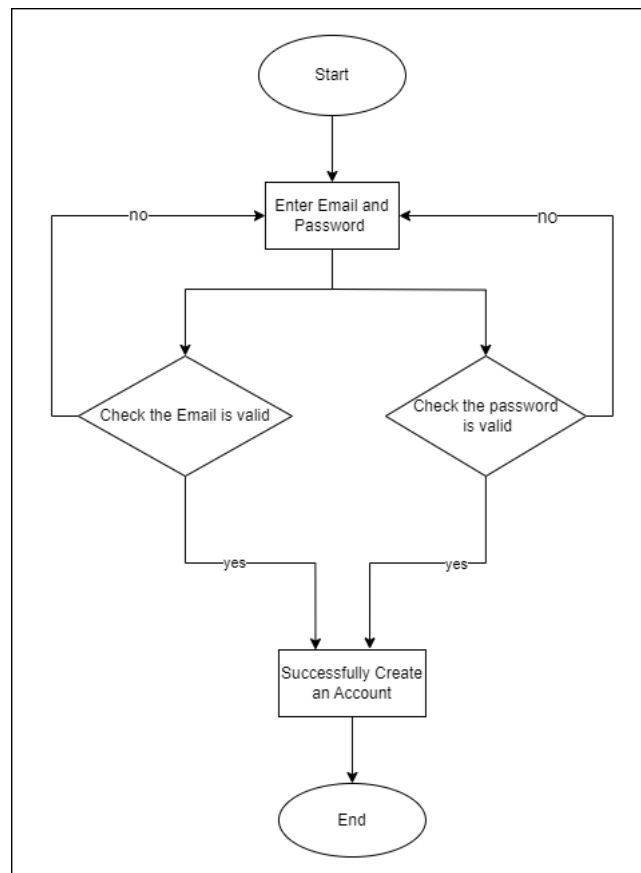 Start
Enter Email and
Password
no
no
Check the Email is valid
Check the password
is valid
yes
yes
Successfully Create
an Account
End